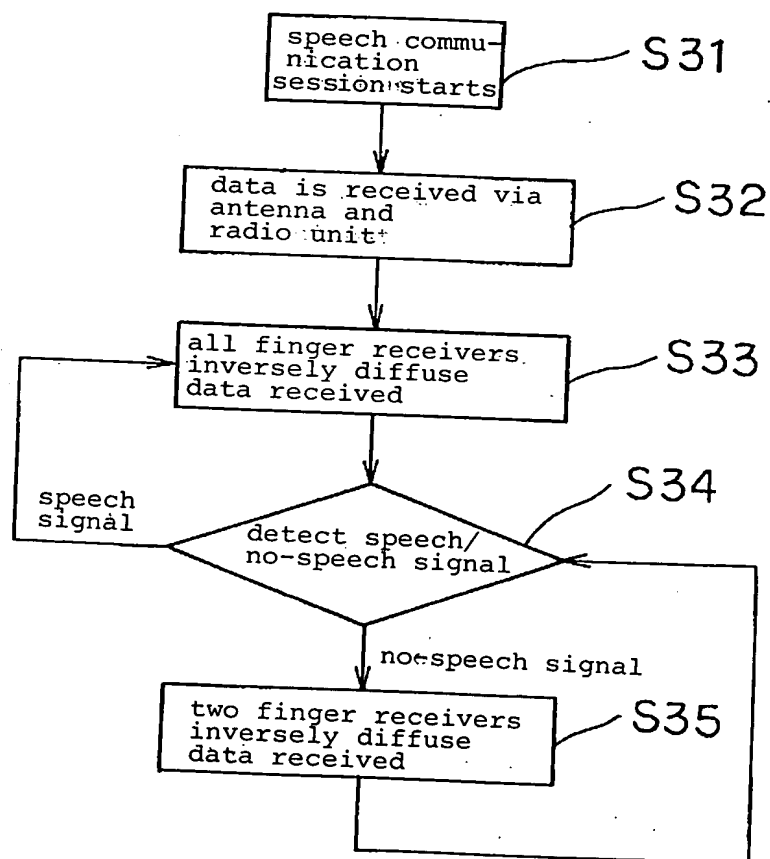 speech commu-
nication
session starts
S31
data is received via
antenna and
radio unit
S32
all finger receivers
inversely diffuse
data received
S33
speech
signal
detect speech/
no-speech signal
S34
no-speech signal
two finger receivers
inversely diffuse
data received
S35